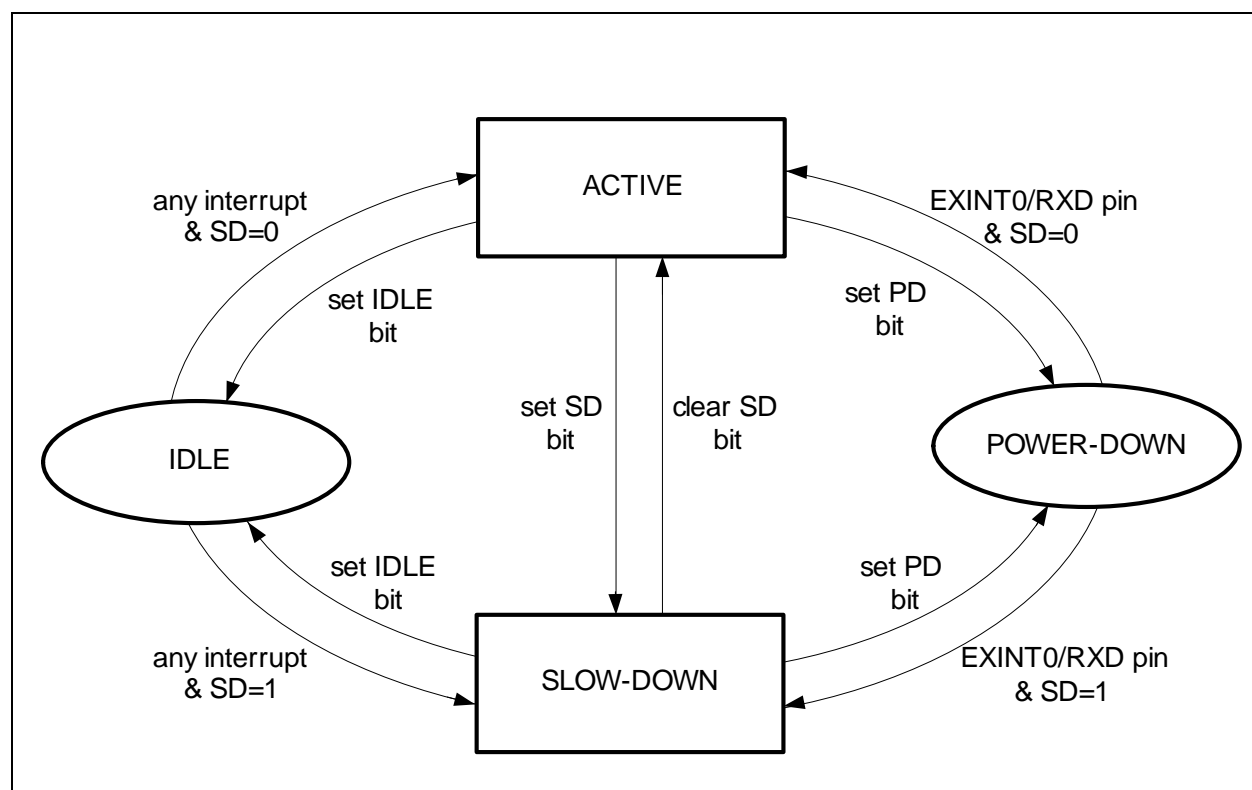 ACTIVE
any interrupt
& SD=0
EXINT0/RXD pin
& SD=0
set IDLE
bit
set PD
bit
set SD
bit
clear SD
bit
IDLE
POWER-DOWN
set IDLE
bit
set PD
bit
any interrupt
& SD=1
SLOW-DOWN
EXINT0/RXD pin
& SD=1